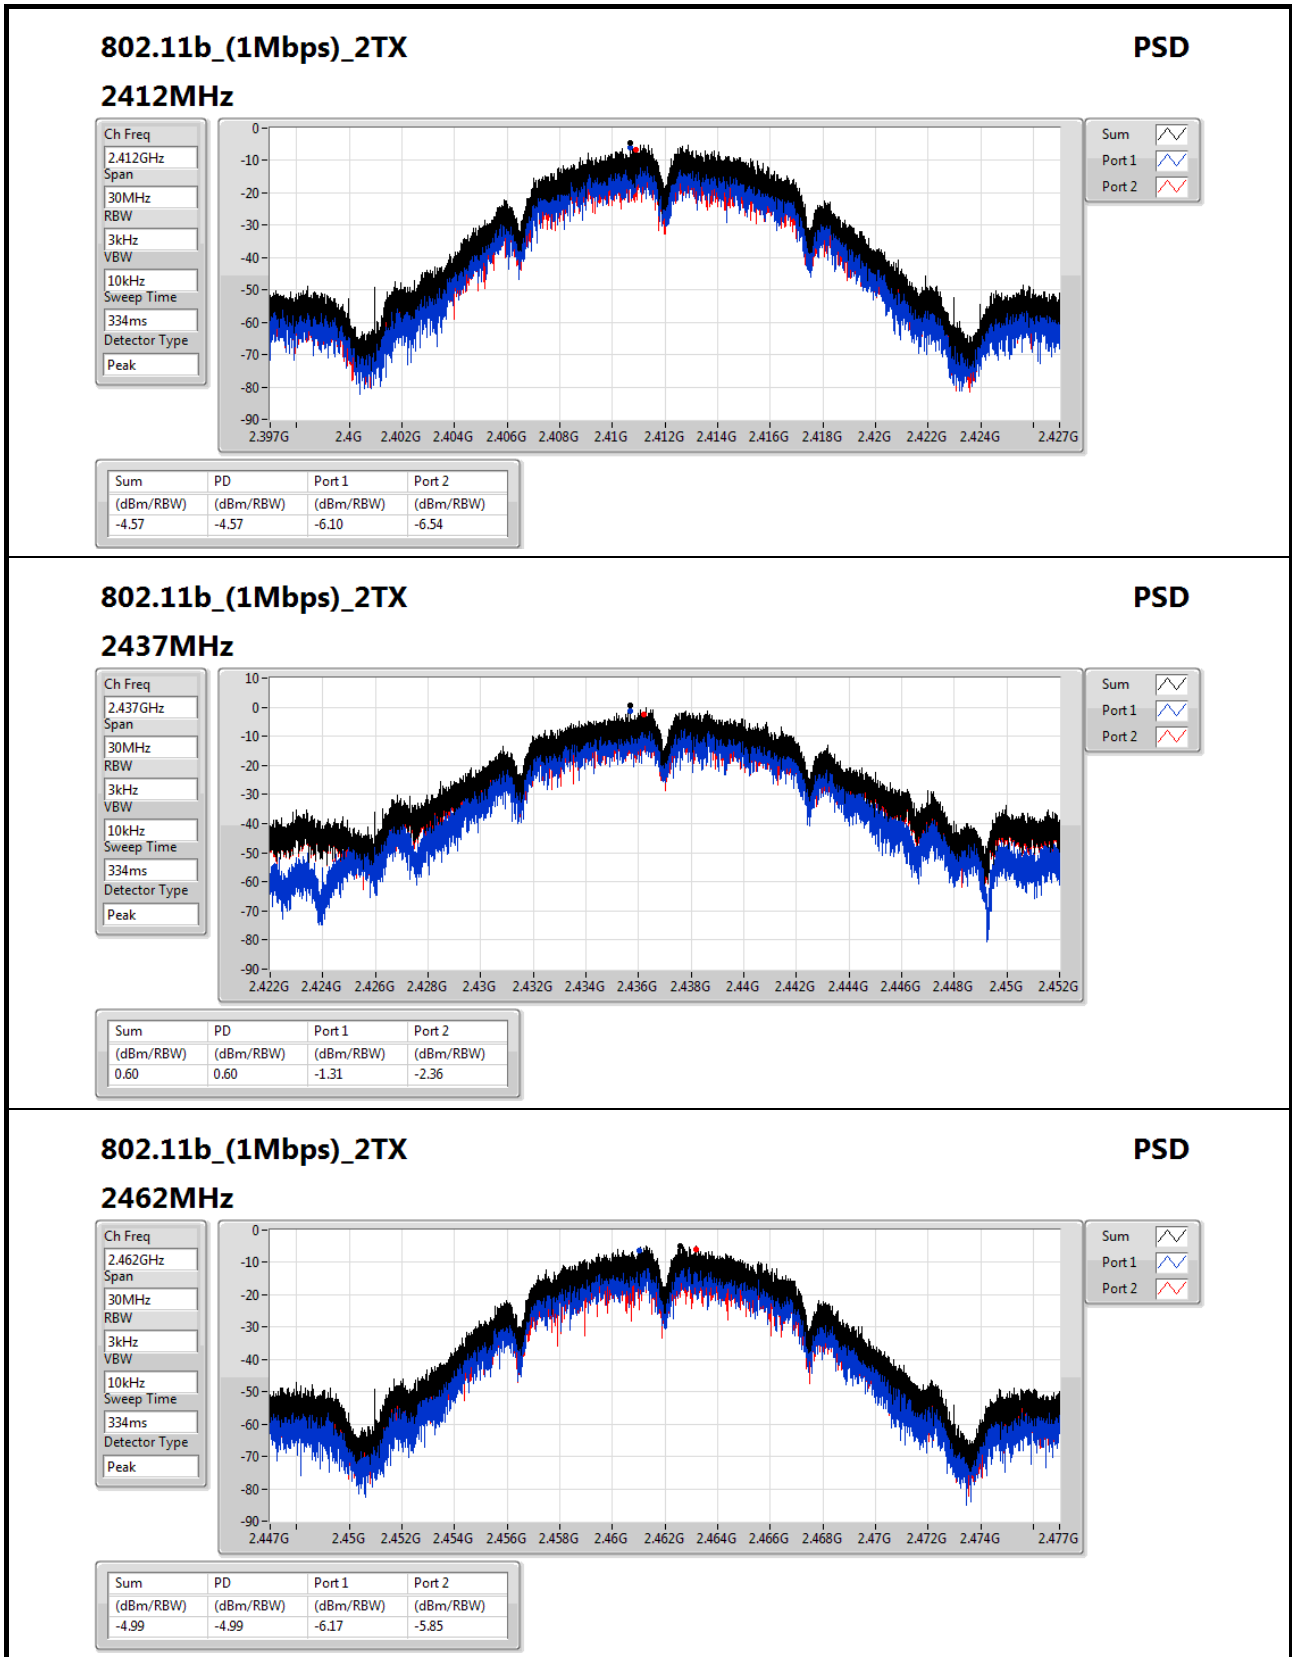 802.11b_(1Mbps)_2TX PSD
2412MHz
Ch Freq
2.412GHz
Span
30MHz
RBW
3kHz
VBW
10kHz
Sweep Time
334ms
Detector Type
Peak
0
-10
-20
-30
-40
-50
-60
-70
-80
-90
2.397G 2.4G 2.402G 2.404G 2.406G 2.408G 2.41G 2.412G 2.414G 2.416G 2.418G 2.42G 2.422G 2.424G 2.427G
Sum
Port 1
Port 2
Sum PD Port 1 Port 2
(dBm/RBW) (dBm/RBW) (dBm/RBW) (dBm/RBW)
-4.57 -4.57 -6.10 -6.54
802.11b_(1Mbps)_2TX PSD
2437MHz
Ch Freq
2.437GHz
Span
30MHz
RBW
3kHz
VBW
10kHz
Sweep Time
334ms
Detector Type
Peak
10
0
-10
-20
-30
-40
-50
-60
-70
-80
-90
2.422G 2.424G 2.426G 2.428G 2.43G 2.432G 2.434G 2.436G 2.438G 2.44G 2.442G 2.444G 2.446G 2.448G 2.45G 2.452G
Sum
Port 1
Port 2
Sum PD Port 1 Port 2
(dBm/RBW) (dBm/RBW) (dBm/RBW) (dBm/RBW)
0.60 0.60 -1.31 -2.36
802.11b_(1Mbps)_2TX PSD
2462MHz
Ch Freq
2.462GHz
Span
30MHz
RBW
3kHz
VBW
10kHz
Sweep Time
334ms
Detector Type
Peak
0
-10
-20
-30
-40
-50
-60
-70
-80
-90
2.447G 2.45G 2.452G 2.454G 2.456G 2.458G 2.46G 2.462G 2.464G 2.466G 2.468G 2.47G 2.472G 2.474G 2.477G
Sum
Port 1
Port 2
Sum PD Port 1 Port 2
(dBm/RBW) (dBm/RBW) (dBm/RBW) (dBm/RBW)
-4.99 -4.99 -6.17 -5.85